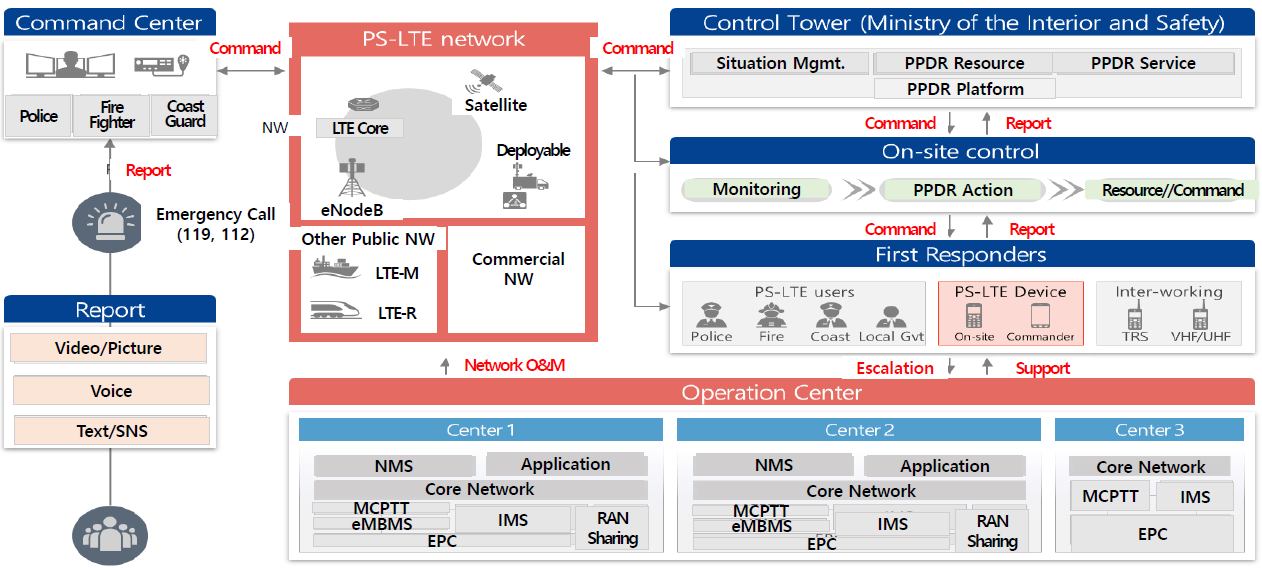 Command Center
Police
Fire
Fighter
Coast
Guard
Report
Emergency Call
(119, 112)
Report
Video/Picture
Voice
Text/SNS
Command
PS-LTE network
NW
LTE Core
Satellite
Deployable
eNodeB
Other Public NW
LTE-M
LTE-R
Commercial
NW
Network O&M
Command
Control Tower (Ministry of the Interior and Safety)
Situation Mgmt.
PPDR Resource
PPDR Service
PPDR Platform
Command
Report
On-site control
Monitoring
PPDR Action
Resource//Command
Command
Report
First Responders
PS-LTE users
Police
Fire
Coast
Local Gvt
PS-LTE Device
On-site
Commander
Inter-working
TRS
VHF/UHF
Escalation
Support
Operation Center
Center 1
NMS
Application
Core Network
MCPTT
eMBMS
IMS
RAN
Sharing
EPC
Center 2
NMS
Application
Core Network
MCPTT
eMBMS
IMS
RAN
Sharing
EPC
Center 3
Core Network
MCPTT
IMS
EPC